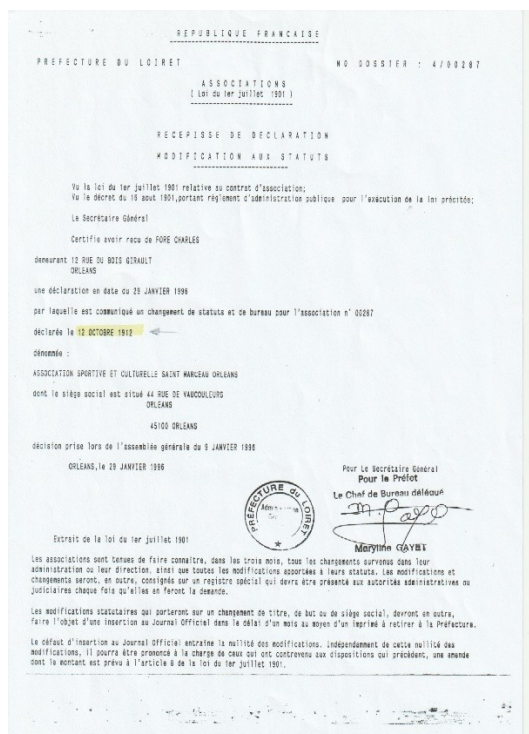 REPUBLIQUE FRANCAISE
PREFECTURE DU LOIRET NO DOSSIER : 4/00287
ASSOCIATIONS
( Loi du 1er juillet 1901 )
RECEPISSE DE DECLARATION
MODIFICATION AUX STATUTS
Vu la loi du 1er juillet 1901 relative au contrat d'association;
Vu le décret du 16 aout 1901,portant règlement d'administration publique pour l'exécution de la loi précitée;
Le Secrétaire Général
Certifie avoir recu de FORE CHARLES
demeurant 12 RUE DU BOIS GIRAULT
ORLEANS
une déclaration en date du 29 JANVIER 1996
par laquelle est communiqué un changement de statuts et de bureau pour l'association n° 00287
déclarée le 12 OCTOBRE 1912
dénommée :
ASSOCIATION SPORTIVE ET CULTURELLE SAINT MARCEAU ORLEANS
dont le siège social est situé 44 RUE DE VAUCOULEURS
ORLEANS
45100 ORLEANS
décision prise lors de l'assemblée générale du 9 JANVIER 1996
ORLEANS,le 29 JANVIER 1996
Pour Le Secrétaire Général
Pour le Préfet
Le Chef de Bureau délégué
PRÉFECTURE DU LOIRET
Maryline GAYET
Extrait de la loi du 1er juillet 1901
Les associations sont tenues de faire connaitre, dans les trois mois, tous les changements survenus dans leur
administration ou leur direction, ainsi que toutes les modifications apportées à leurs statuts. Les modifications et
changements seront, en outre, consignés sur un registre spécial qui devra être présenté aux autorités administratives ou
judiciaires chaque fois qu'elles en feront la demande.
Les modifications statutaires qui porteront sur un changement de titre, de but ou de siège social, devront en outre,
faire l'objet d'une insertion au Journal Officiel dans le délai d'un mois au moyen d'un imprimé à retirer à la Préfecture.
Le défaut d'insertion au Journal Officiel entraine la nullité des modifications. Indépendamment de cette nullité des
modifications, il pourra être prononcé à la charge de ceux qui ont contrevenu aux dispositions qui précèdent, une amende
dont le montant est prévu à l'article 8 de la loi du 1er juillet 1901.